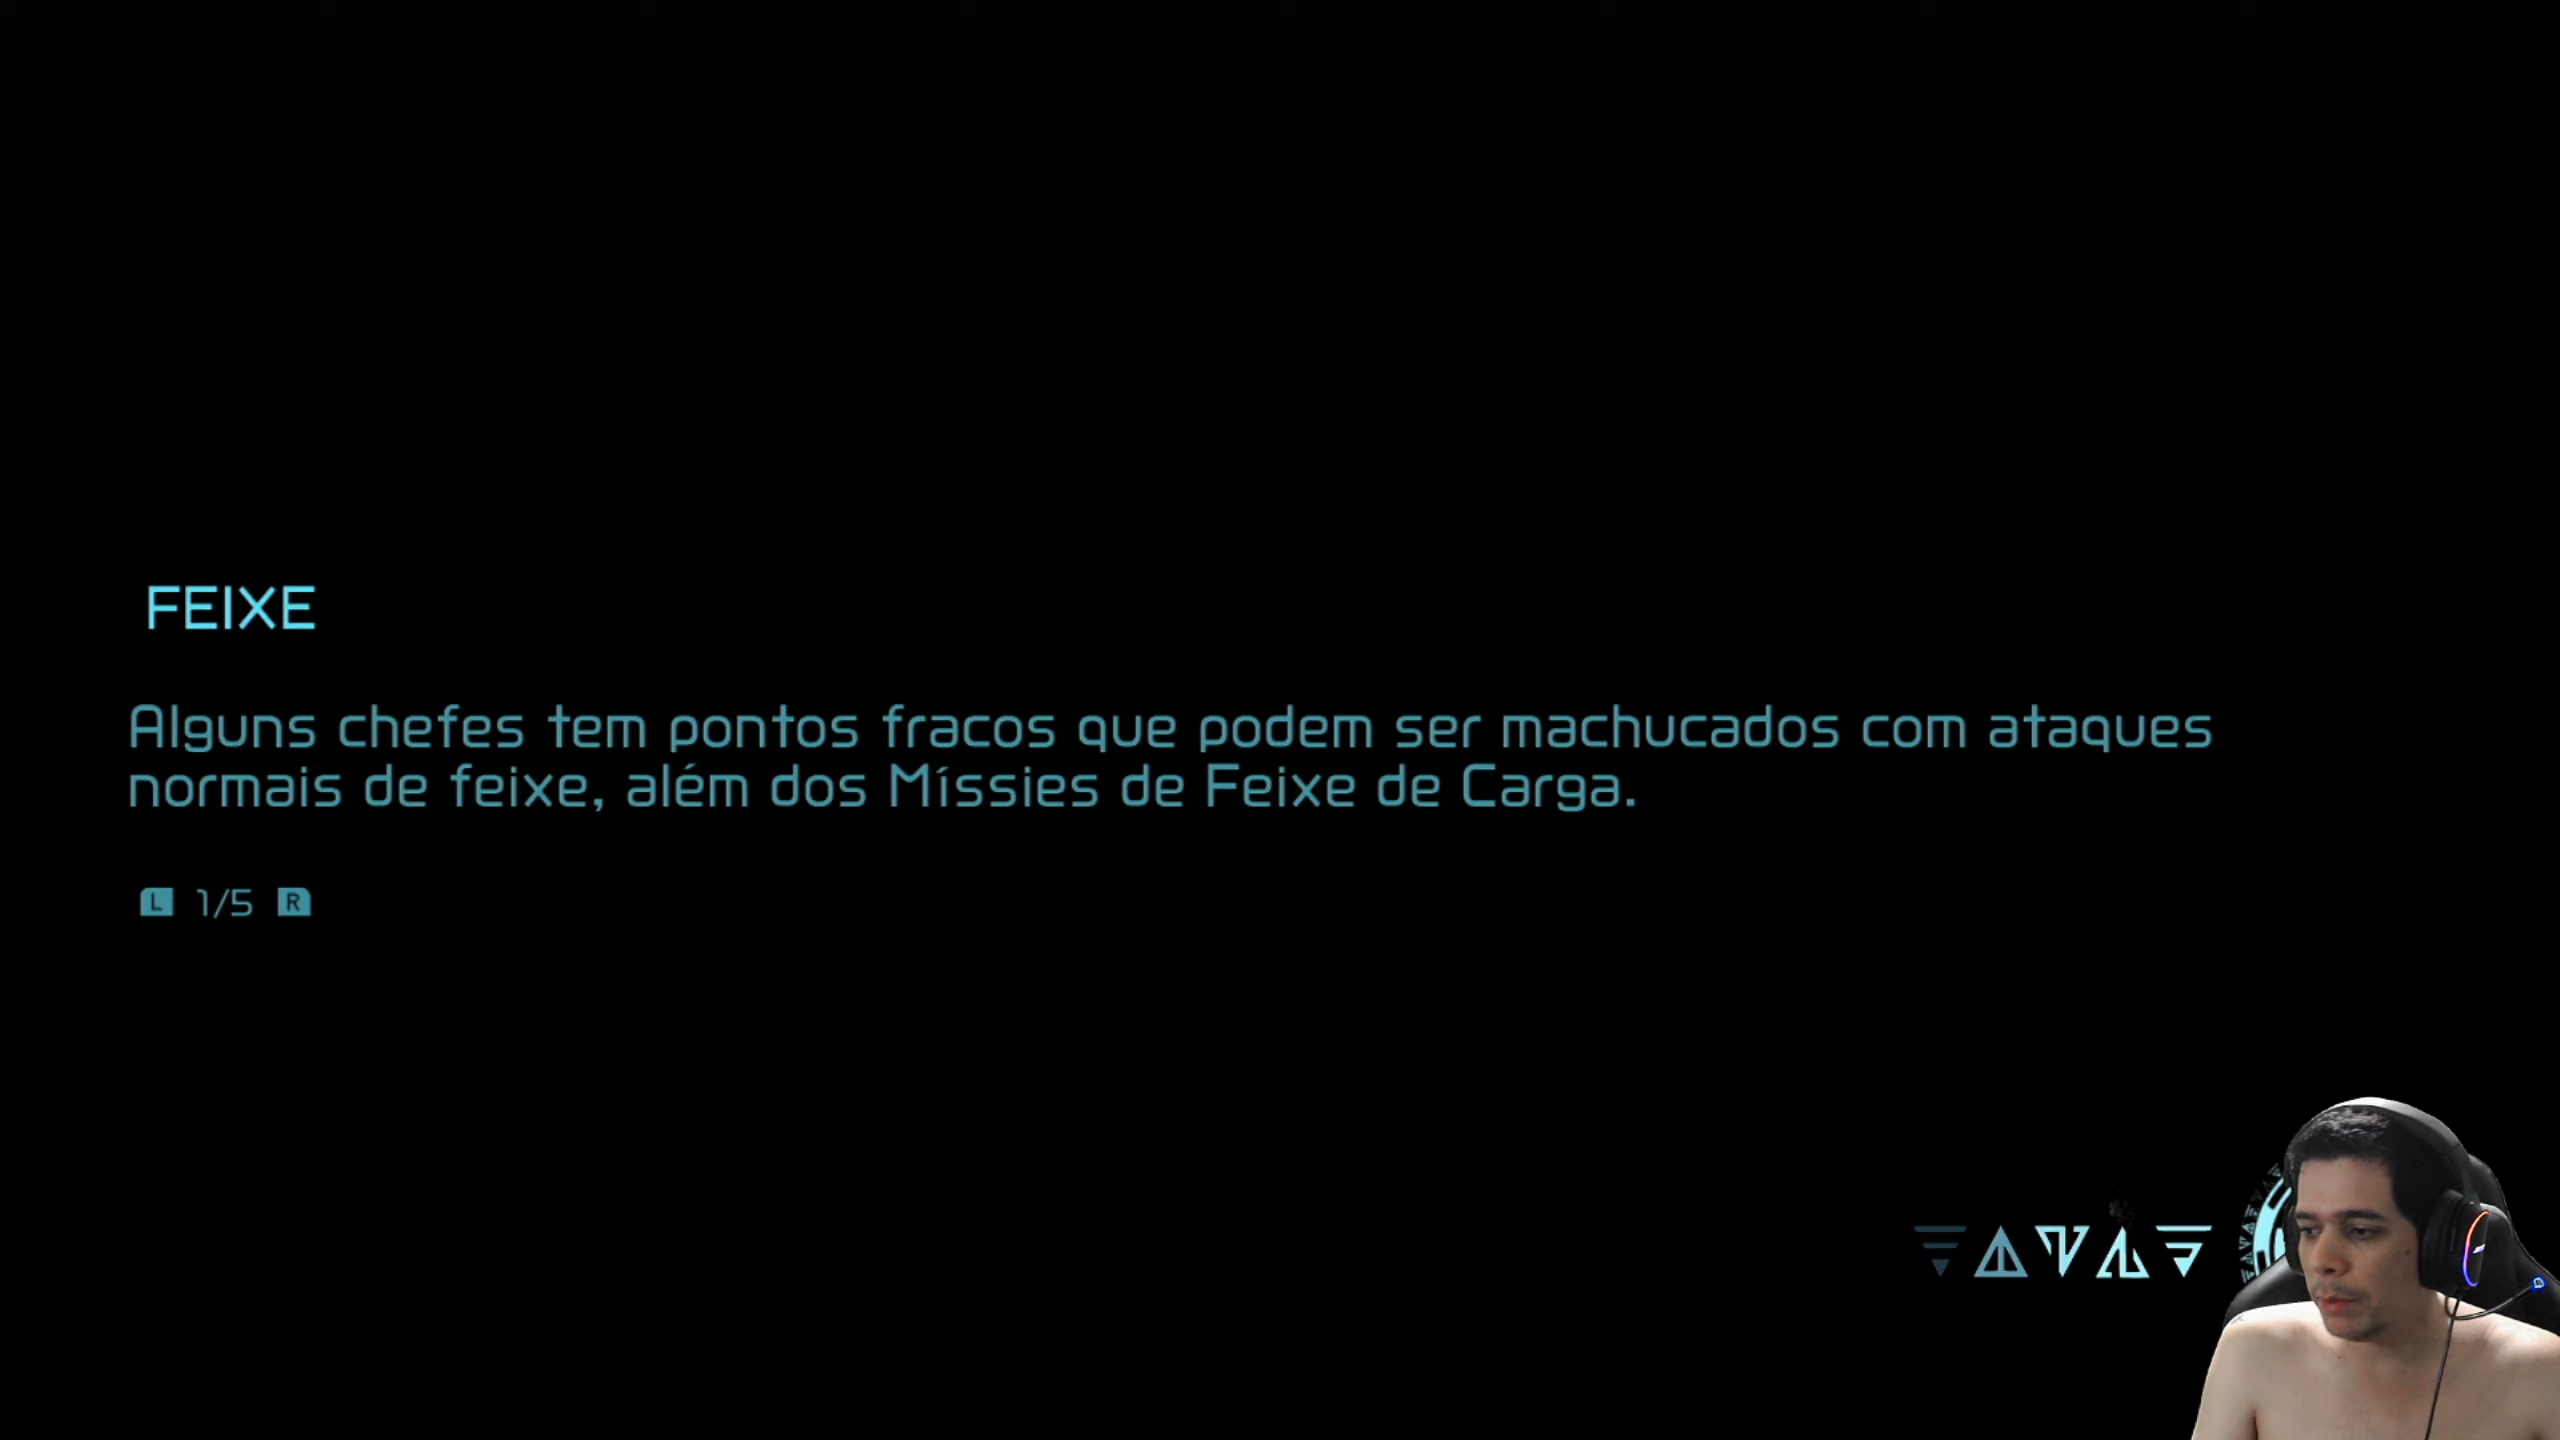 FEIXE
Alguns chefes tem pontos fracos que podem ser machucados com ataques
normais de feixe, além dos Míssies de Feixe de Carga.
L 1/5 R